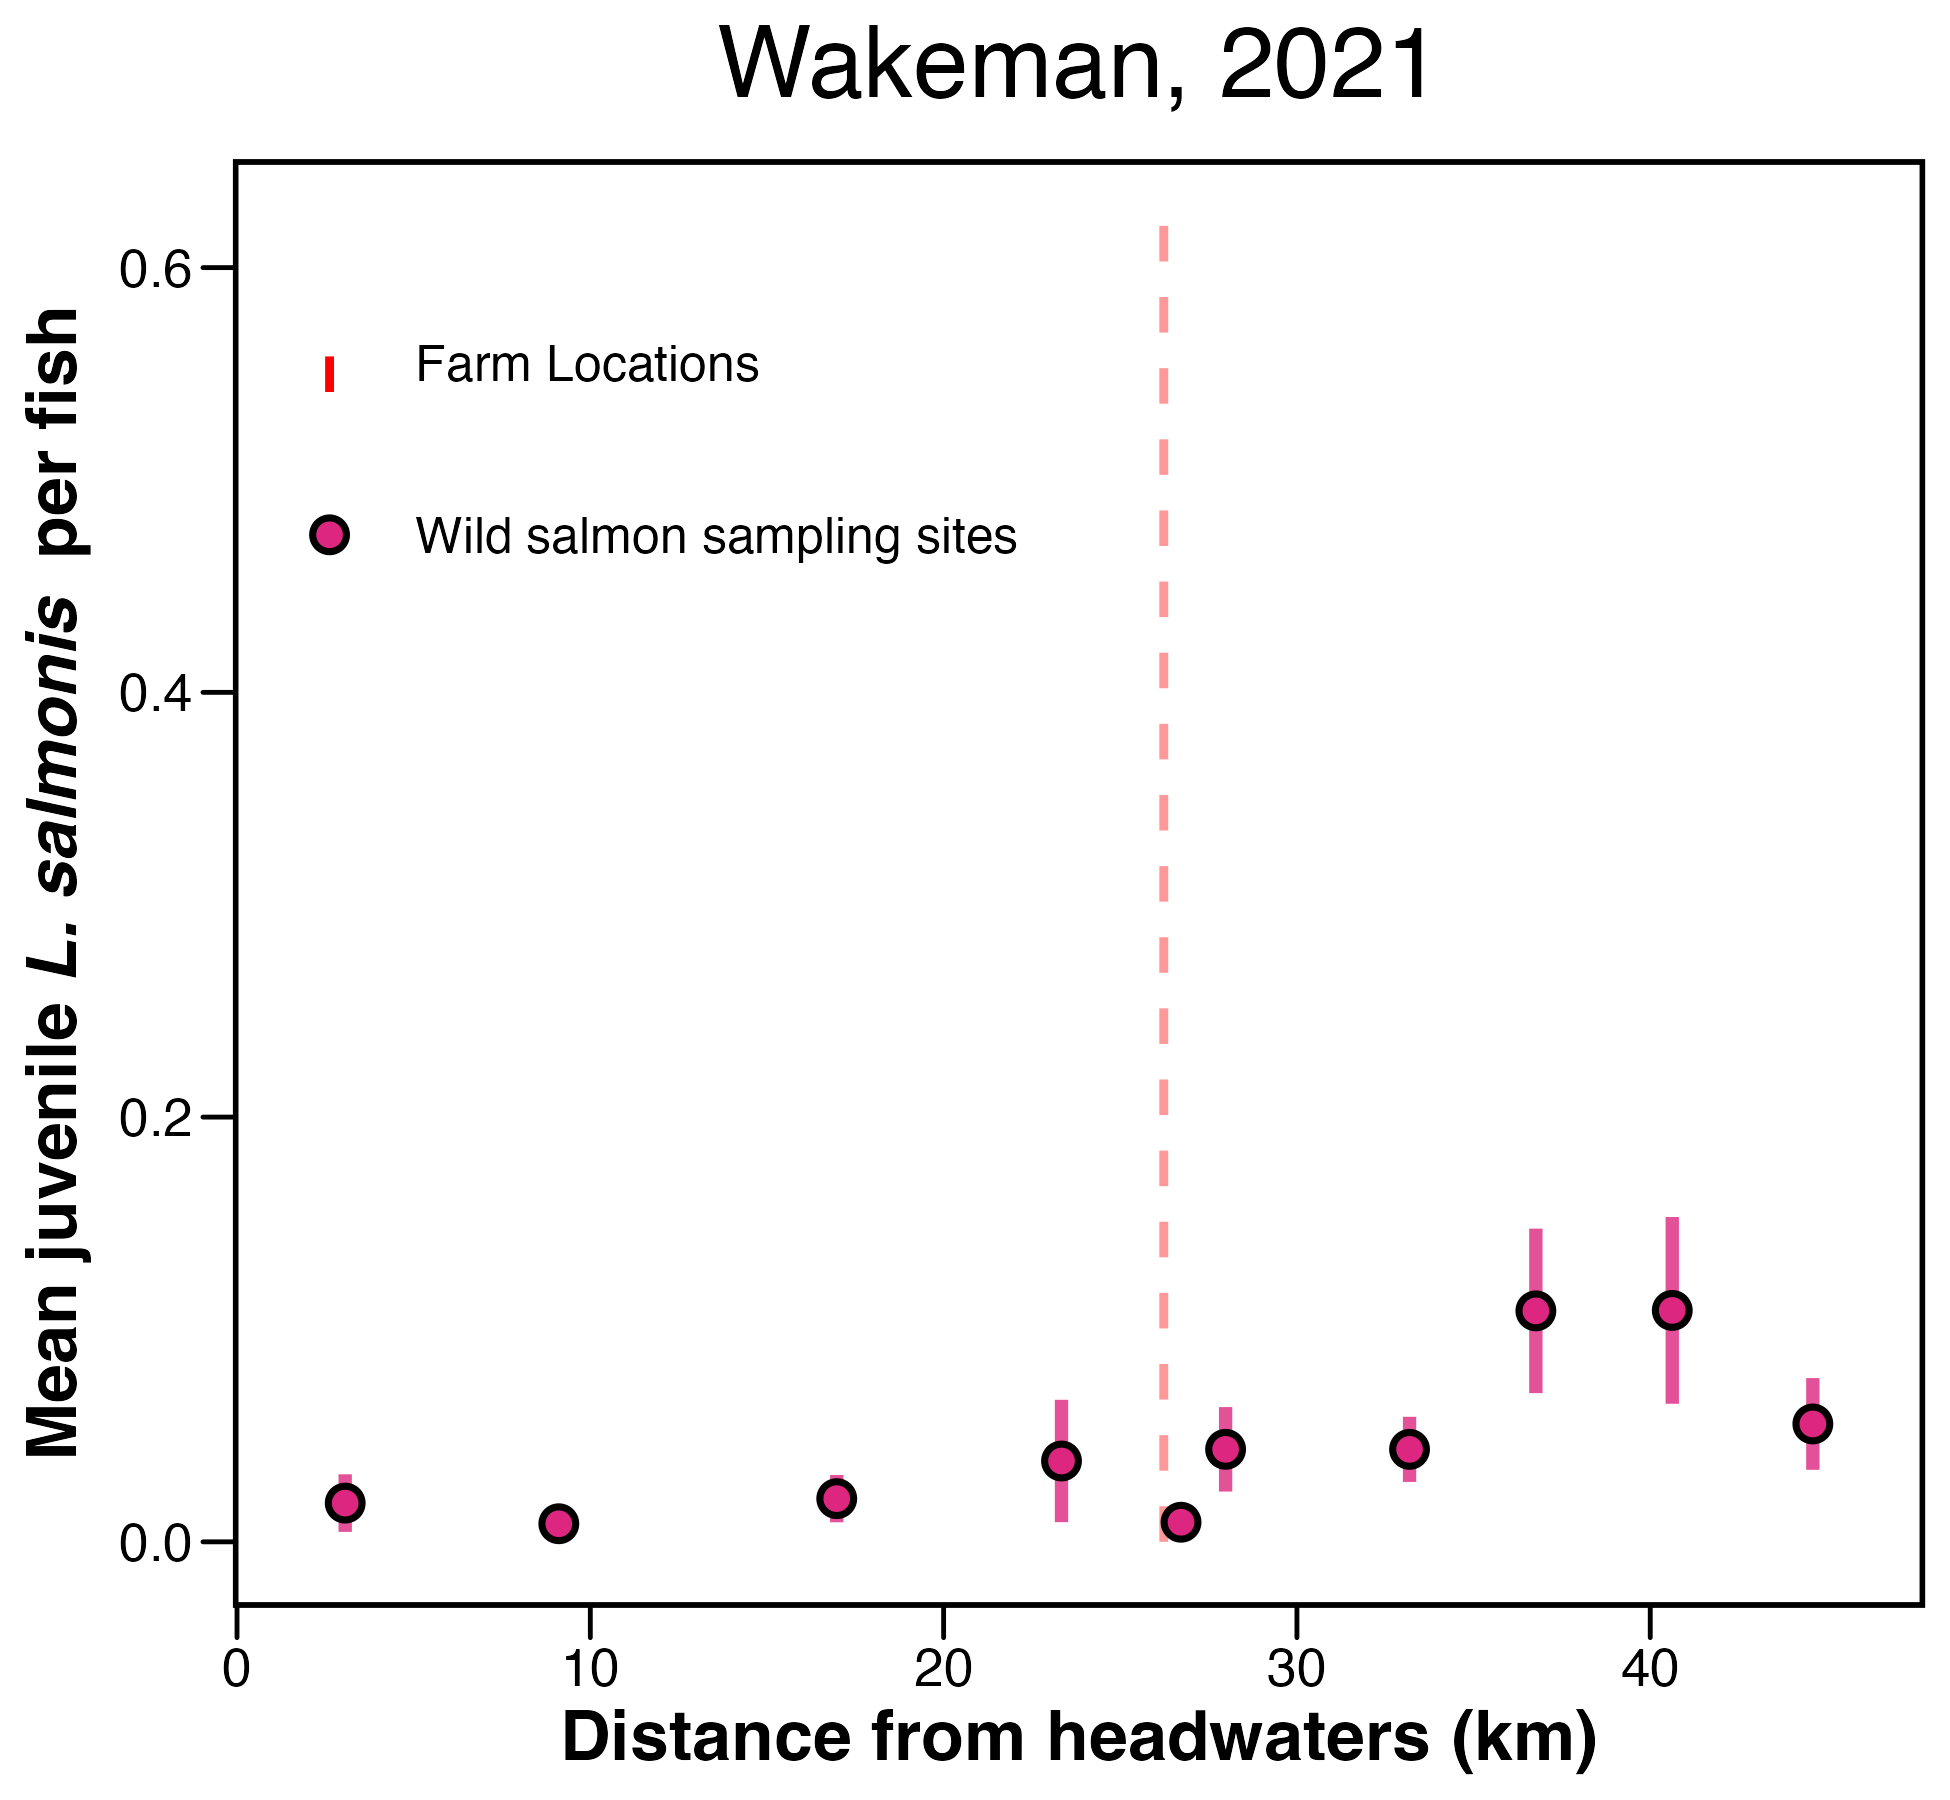 Wakeman, 2021
Mean juvenile L. salmonis per fish
0.6
0.4
0.2
0.0
Farm Locations
Wild salmon sampling sites
0 10 20 30 40
Distance from headwaters (km)